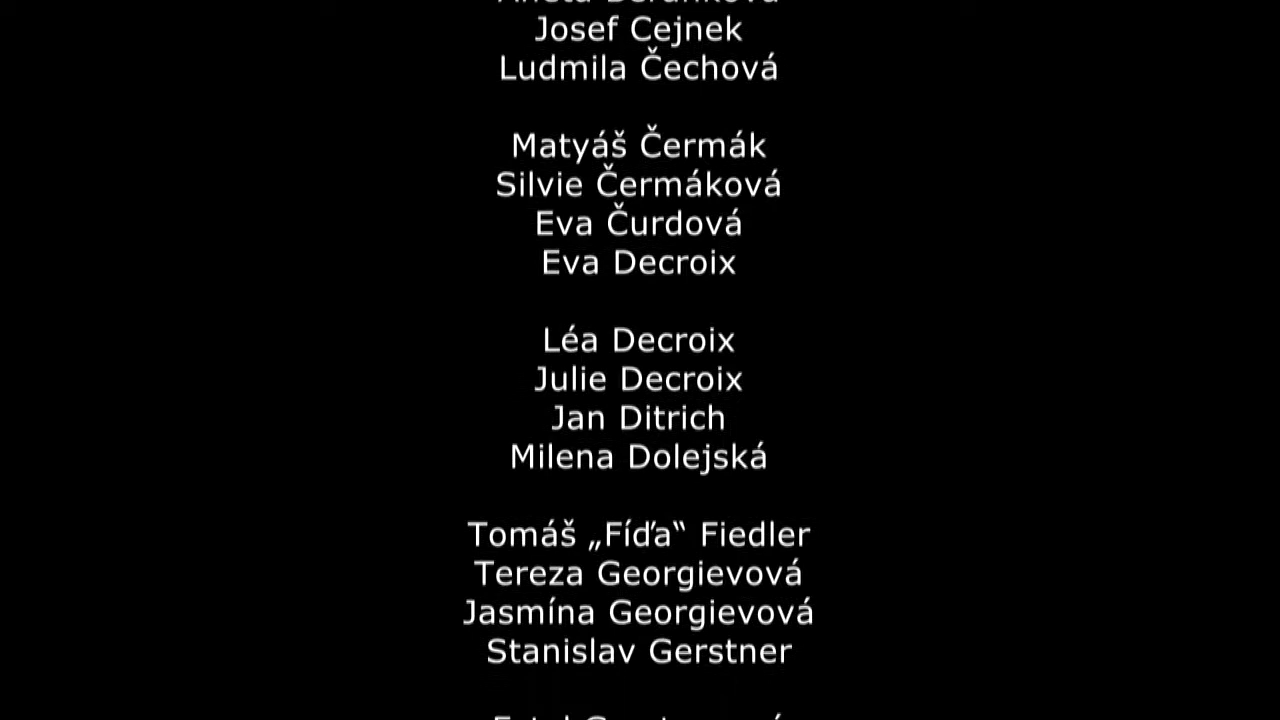 Josef Cejnek
Ludmila Čechová
Matyáš Čermák
Silvie Čermáková
Eva Čurdová
Eva Decroix
Léa Decroix
Julie Decroix
Jan Ditrich
Milena Dolejská
Tomáš „Fíďa“ Fiedler
Tereza Georgievová
Jasmína Georgievová
Stanislav Gerstner